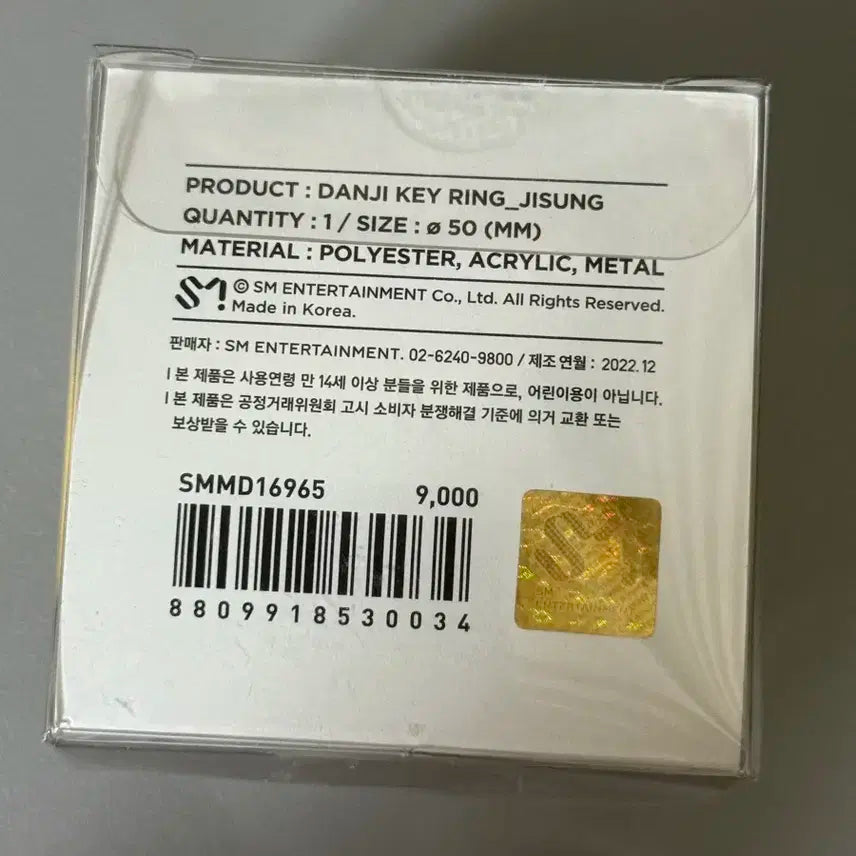 PRODUCT : DANJI KEY RING_JISUNG
QUANTITY : 1 / SIZE : ø 50 (MM)
MATERIAL : POLYESTER, ACRYLIC, METAL
SM! © SM ENTERTAINMENT Co., Ltd. All Rights Reserved.
Made in Korea.
판매자 : SM ENTERTAINMENT. 02-6240-9800 / 제조연월 : 2022.12
| 본 제품은 사용연령 만 14세 이상 분들을 위한 제품으로, 어린이용이 아닙니다.
| 본 제품은 공정거래위원회 고시 소비자 분쟁해결 기준에 의거 교환 또는
보상받을 수 있습니다.
SMMD16965 9,000
8809918530034
SM
ENTERTAINMENT